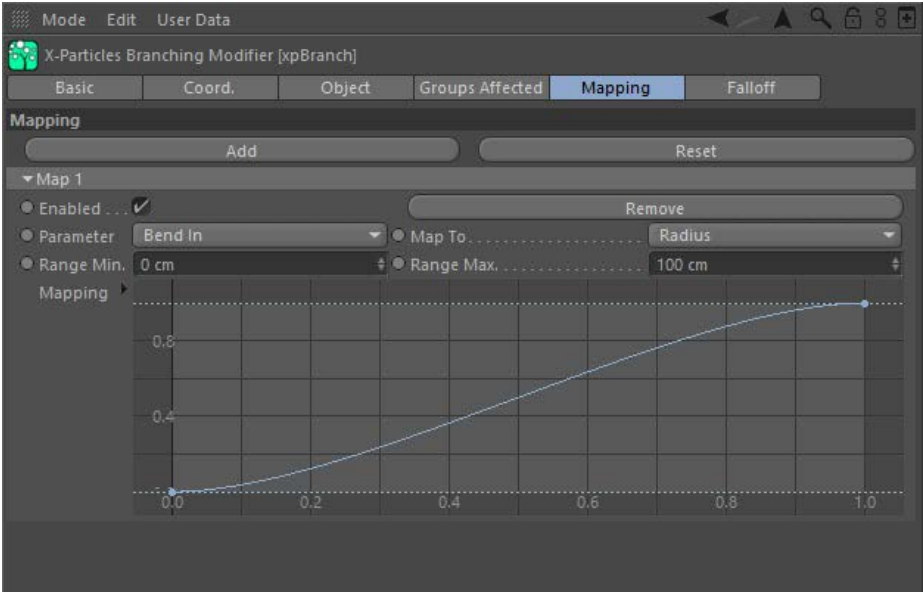 Mode Edit User Data
X-Particles Branching Modifier [xpBranch]
Basic Coord. Object Groups Affected Mapping Falloff
Mapping
Add Reset
Map 1
Enabled . . . Remove
Parameter Bend In Map To. . . . . . . . . . . . . . . . . . . . Radius
Range Min. 0 cm Range Max. . . . . . . . . . . . . . . . . . 100 cm
Mapping
0.8
0.4
0.0 0.2 0.4 0.6 0.8 1.0